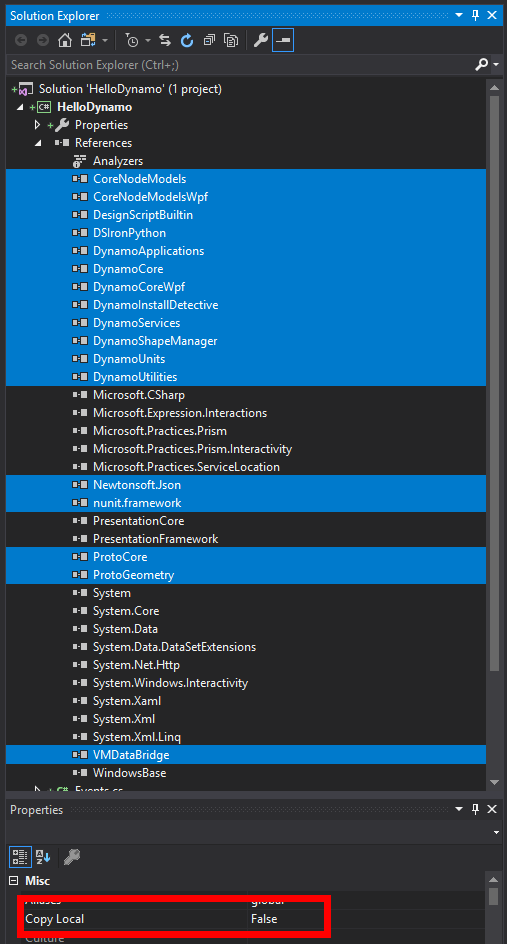 Solution Explorer
Search Solution Explorer (Ctrl+;)
Solution 'HelloDynamo' (1 project)
C# HelloDynamo
Properties
References
Analyzers
CoreNodeModels
CoreNodeModelsWpf
DesignScriptBuiltin
DSIronPython
DynamoApplications
DynamoCore
DynamoCoreWpf
DynamoInstallDetective
DynamoServices
DynamoShapeManager
DynamoUnits
DynamoUtilities
Microsoft.CSharp
Microsoft.Expression.Interactions
Microsoft.Practices.Prism
Microsoft.Practices.Prism.Interactivity
Microsoft.Practices.ServiceLocation
Newtonsoft.Json
nunit.framework
PresentationCore
PresentationFramework
ProtoCore
ProtoGeometry
System
System.Core
System.Data
System.Data.DataSetExtensions
System.Net.Http
System.Windows.Interactivity
System.Xaml
System.Xml
System.Xml.Linq
VMDataBridge
WindowsBase
C# Events.cs
Properties
Misc
Aliases global
Copy Local False
Culture